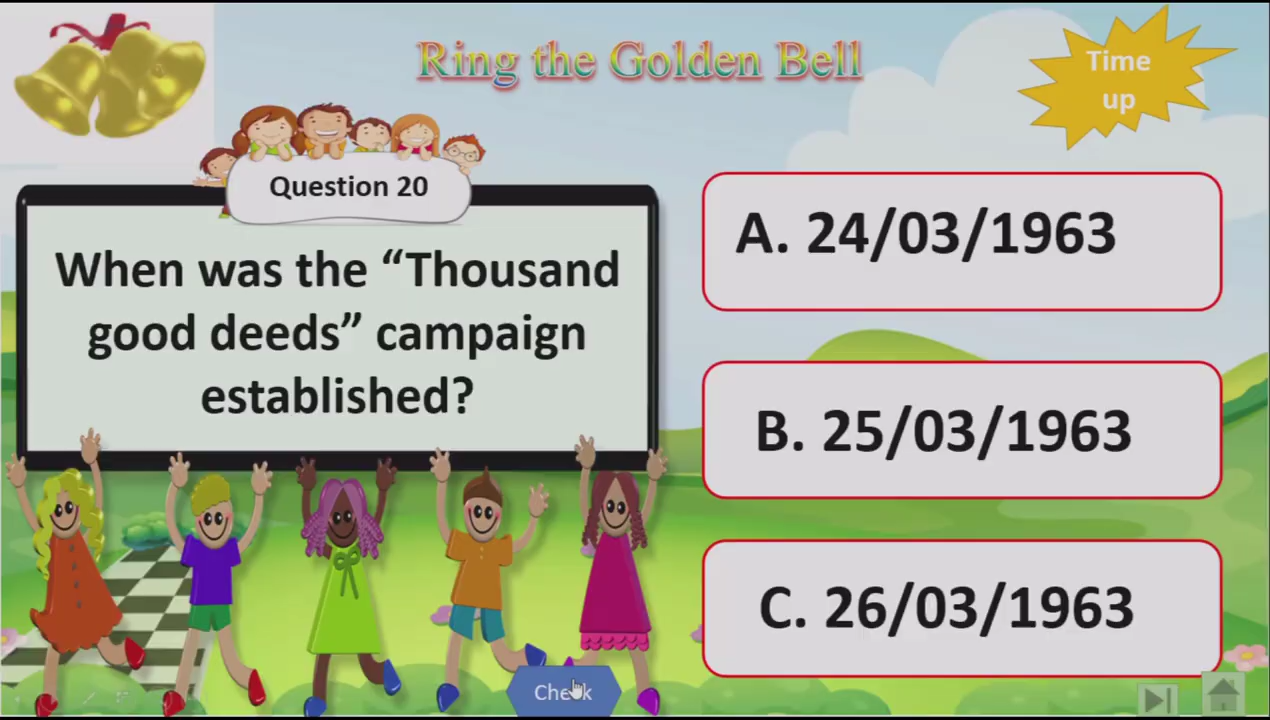 Ring the Golden Bell
Time
up
Question 20
When was the “Thousand
good deeds” campaign
established?
A. 24/03/1963
B. 25/03/1963
C. 26/03/1963
Check